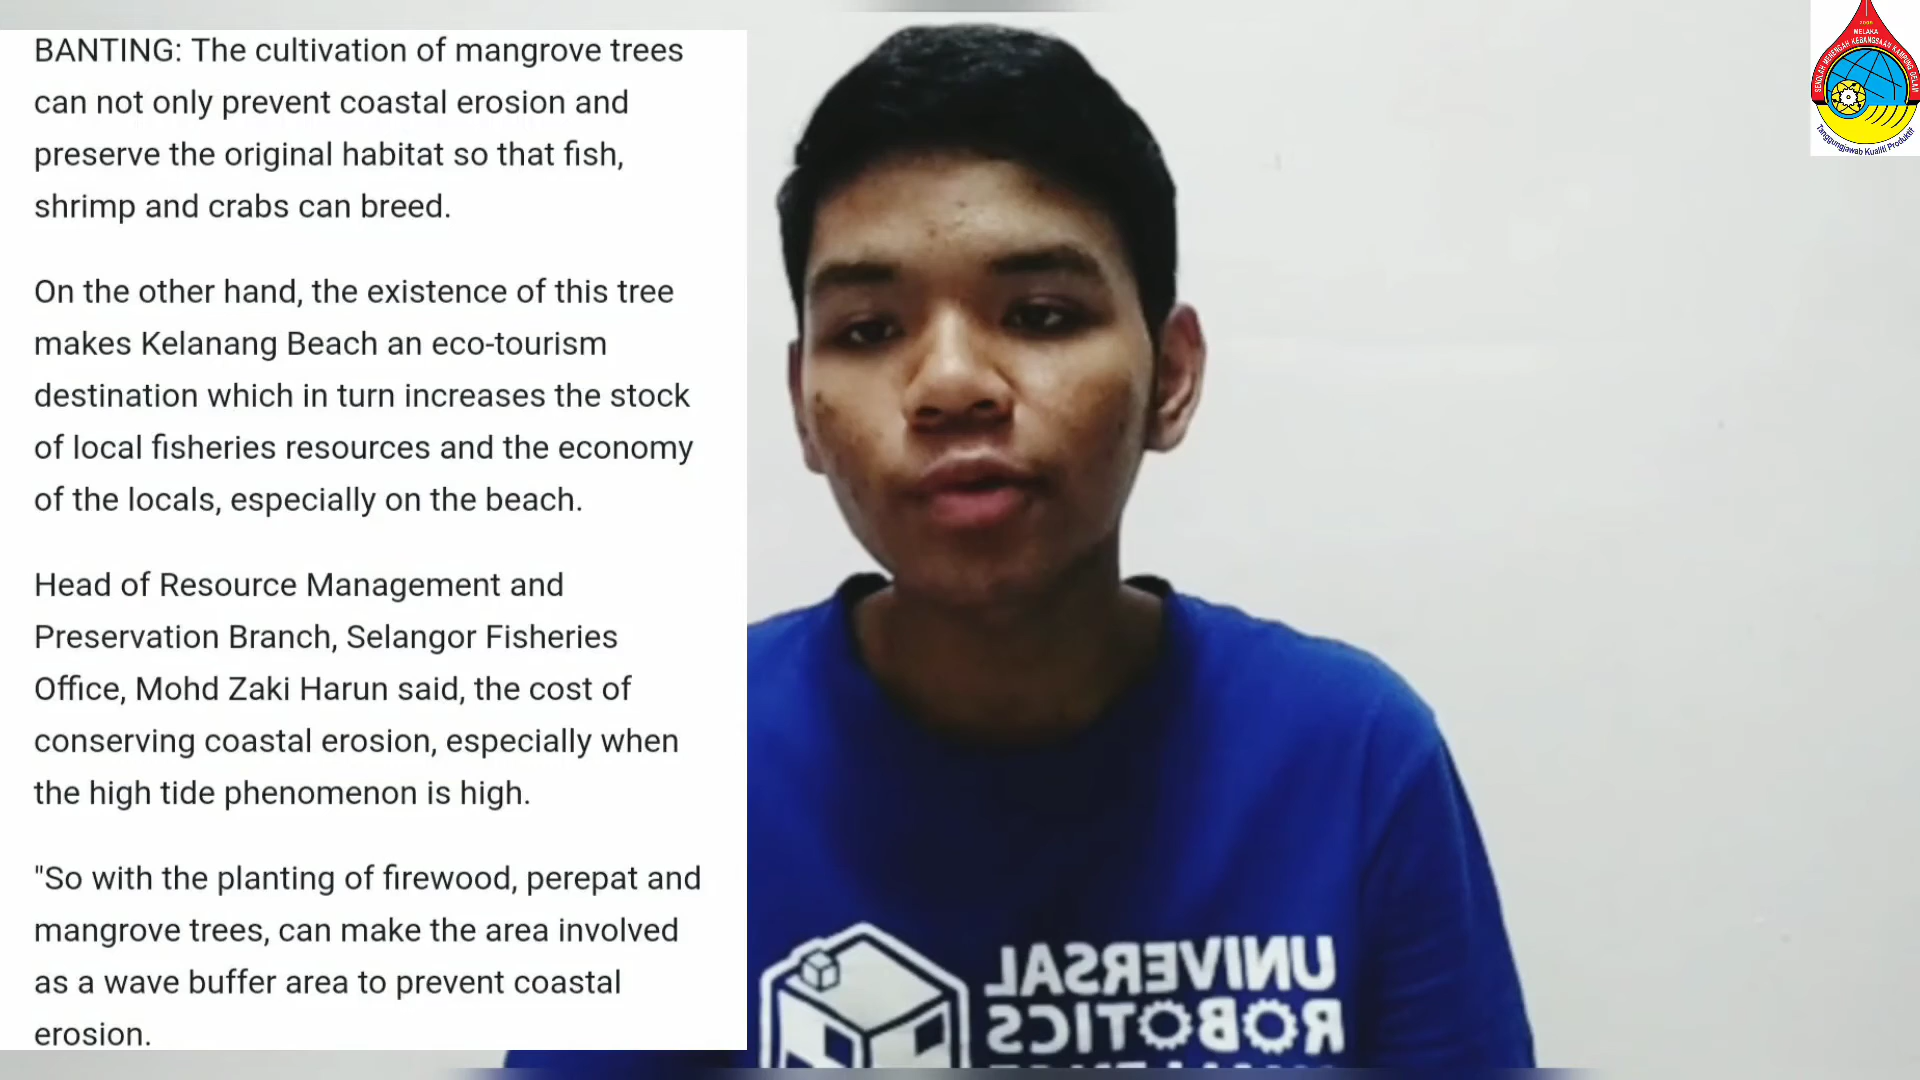 BANTING: The cultivation of mangrove trees
can not only prevent coastal erosion and
preserve the original habitat so that fish,
shrimp and crabs can breed.
On the other hand, the existence of this tree
makes Kelanang Beach an eco-tourism
destination which in turn increases the stock
of local fisheries resources and the economy
of the locals, especially on the beach.
Head of Resource Management and
Preservation Branch, Selangor Fisheries
Office, Mohd Zaki Harun said, the cost of
conserving coastal erosion, especially when
the high tide phenomenon is high.
"So with the planting of firewood, perepat and
mangrove trees, can make the area involved
as a wave buffer area to prevent coastal
erosion.
MELAKA
SEKOLAH MENENGAH KEBANGSAAN KAMPUNG GELAM
Tanggungjawab Kualiti Produktif
UNIVERSAL
ROBOTICS